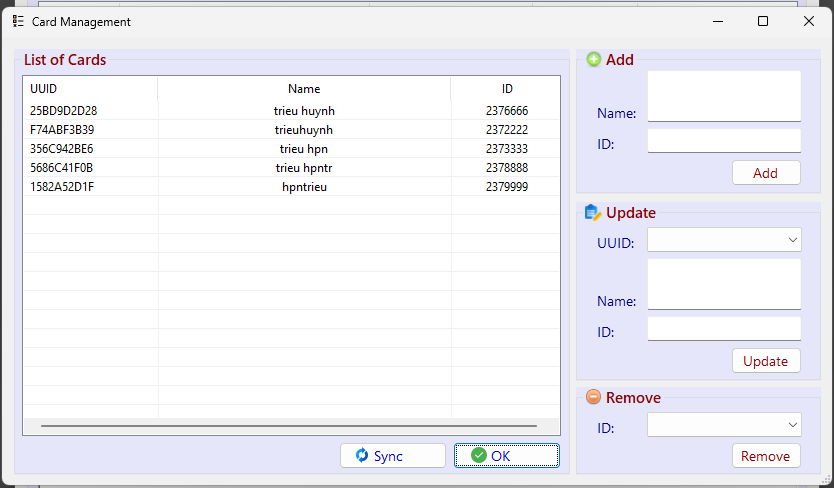 Card Management
List of Cards
UUID Name ID
25BD9D2D28 trieu huynh 2376666
F74ABF3B39 trieuhuynh 2372222
356C942BE6 trieu hpn 2373333
5686C41F0B trieu hpntr 2378888
1582A52D1F hpntrieu 2379999
Sync
OK
Add
Name:
ID:
Add
Update
UUID:
Name:
ID:
Update
Remove
ID:
Remove